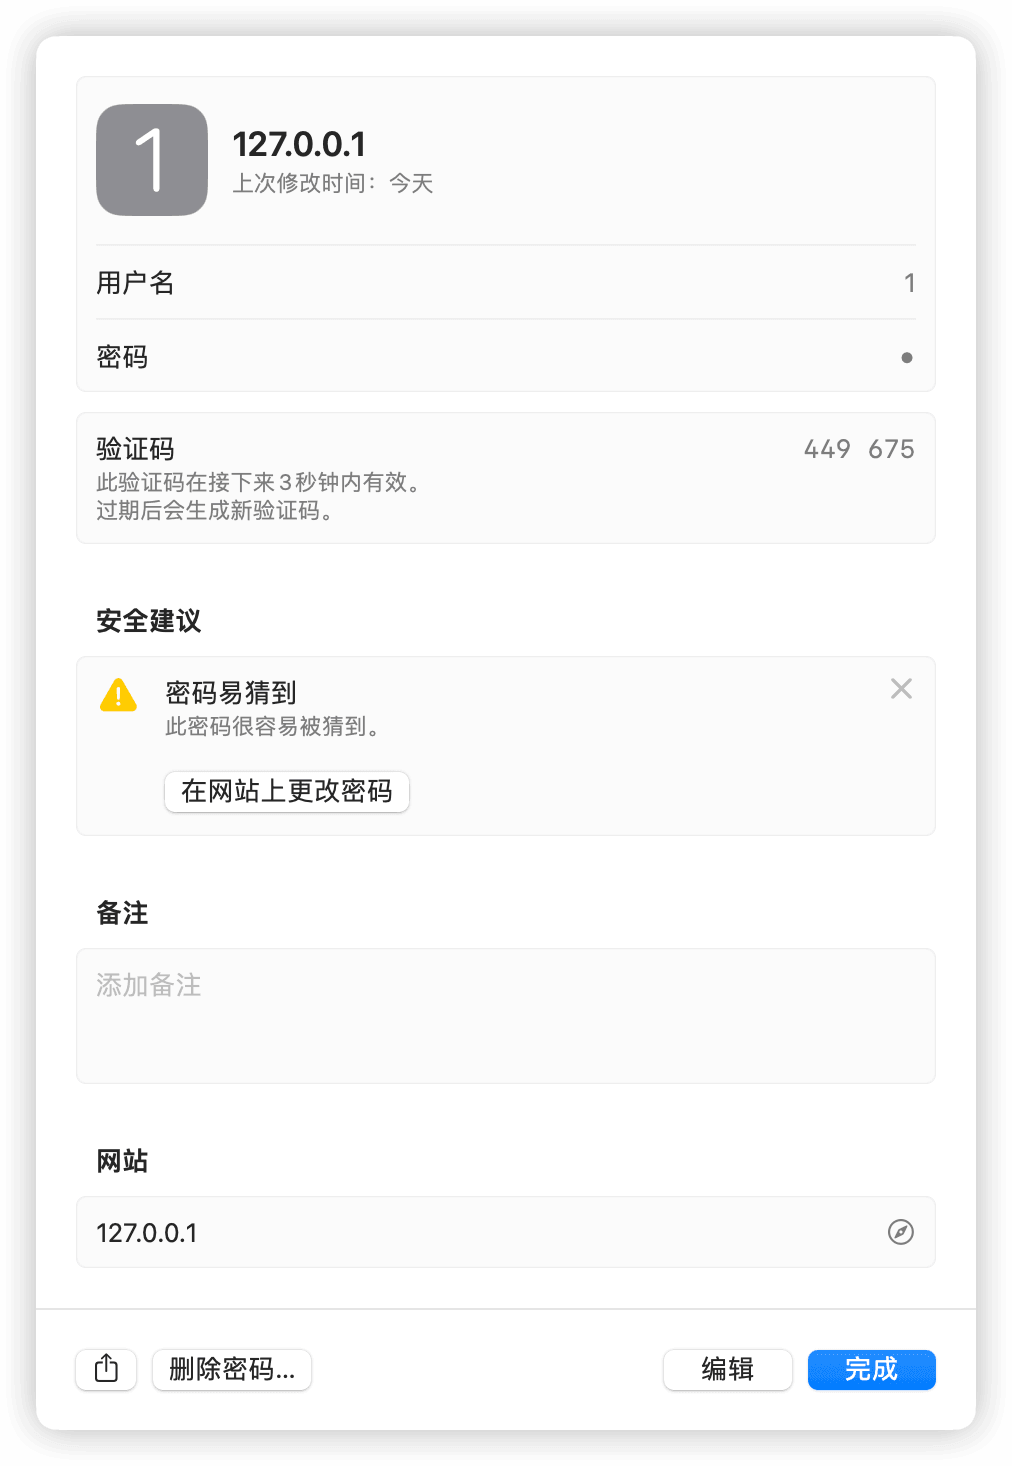 1
127.0.0.1
上次修改时间：今天
用户名 1
密码 •
验证码 449 675
此验证码在接下来 3 秒钟内有效。
过期后会生成新验证码。
安全建议
密码易猜到
此密码很容易被猜到。
在网站上更改密码
备注
添加备注
网站
127.0.0.1
删除密码... 编辑 完成